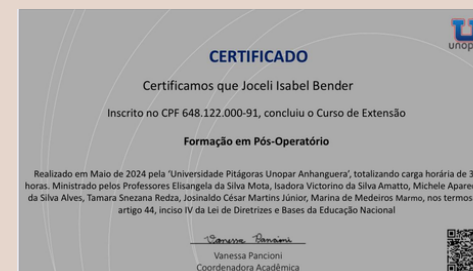 unop
CERTIFICADO
Certificamos que Joceli Isabel Bender
Inscrito no CPF 648.122.000-91, concluiu o Curso de Extensão
Formação em Pós-Operatório
Realizado em Maio de 2024 pela 'Universidade Pitágoras Unopar Anhanguera', totalizando carga horária de 3
horas. Ministrado pelos Professores Elisangela da Silva Mota, Isadora Victorino da Silva Amatto, Michele Apare
da Silva Alves, Tamara Snezana Redza, Josinaldo César Martins Júnior, Marina de Medeiros Marmo, nos termos
artigo 44, inciso IV da Lei de Diretrizes e Bases da Educação Nacional
Vanessa Pancioni
Vanessa Pancioni
Coordenadora Acadêmica